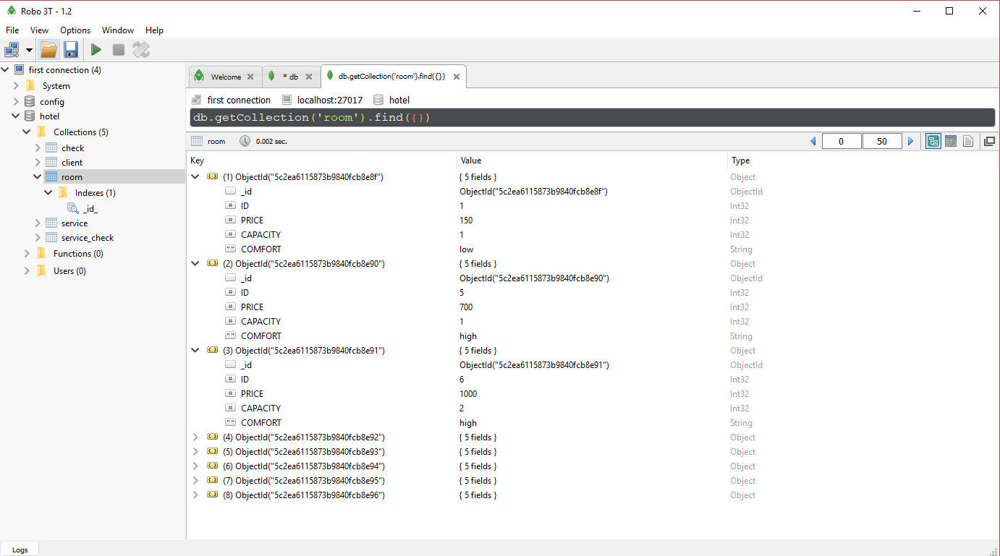 Robo 3T - 1.2
File View Options Window Help
first connection (4)
System
config
hotel
Collections (5)
check
client
room
Indexes (1)
_id_
service
service_check
Functions (0)
Users (0)
Welcome * db db.getCollection('room').find({})
first connection localhost:27017 hotel
db.getCollection('room').find({})
room 0.002 sec. 0 50
Key Value Type
(1) ObjectId("5c2ea6115873b9840fcb8e8f") { 5 fields } Object
_id ObjectId("5c2ea6115873b9840fcb8e8f") ObjectId
# ID 1 Int32
# PRICE 150 Int32
# CAPACITY 1 Int32
"" COMFORT low String
(2) ObjectId("5c2ea6115873b9840fcb8e90") { 5 fields } Object
_id ObjectId("5c2ea6115873b9840fcb8e90") ObjectId
# ID 5 Int32
# PRICE 700 Int32
# CAPACITY 1 Int32
"" COMFORT high String
(3) ObjectId("5c2ea6115873b9840fcb8e91") { 5 fields } Object
_id ObjectId("5c2ea6115873b9840fcb8e91") ObjectId
# ID 6 Int32
# PRICE 1000 Int32
# CAPACITY 2 Int32
"" COMFORT high String
(4) ObjectId("5c2ea6115873b9840fcb8e92") { 5 fields } Object
(5) ObjectId("5c2ea6115873b9840fcb8e93") { 5 fields } Object
(6) ObjectId("5c2ea6115873b9840fcb8e94") { 5 fields } Object
(7) ObjectId("5c2ea6115873b9840fcb8e95") { 5 fields } Object
(8) ObjectId("5c2ea6115873b9840fcb8e96") { 5 fields } Object
Logs